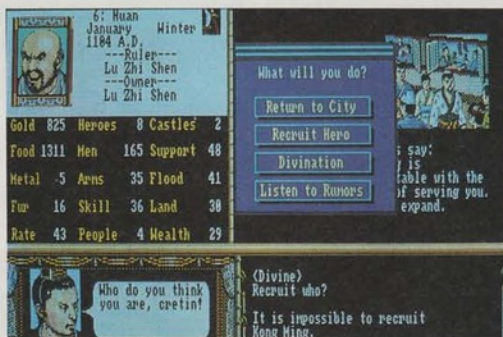 6: Huan
January Winter
1104 A.D.
---Ruler---
Lu Zhi Shen
---Owner---
Lu Zhi Shen
Gold 825 Heroes 8 Castles 2
Food 1311 Men 165 Support 48
Metal 5 Arms 35 Flood 41
Fur 16 Skill 36 Land 30
Rate 43 People 4 Wealth 29
What will you do?
Return to City
Recruit Hero
Divination
Listen to Rumors
s say:
is
table with the
of serving you.
expand.
Who do you think
you are, cretin!
<Divine>
Recruit who?
It is impossible to recruit
Kong Ming.